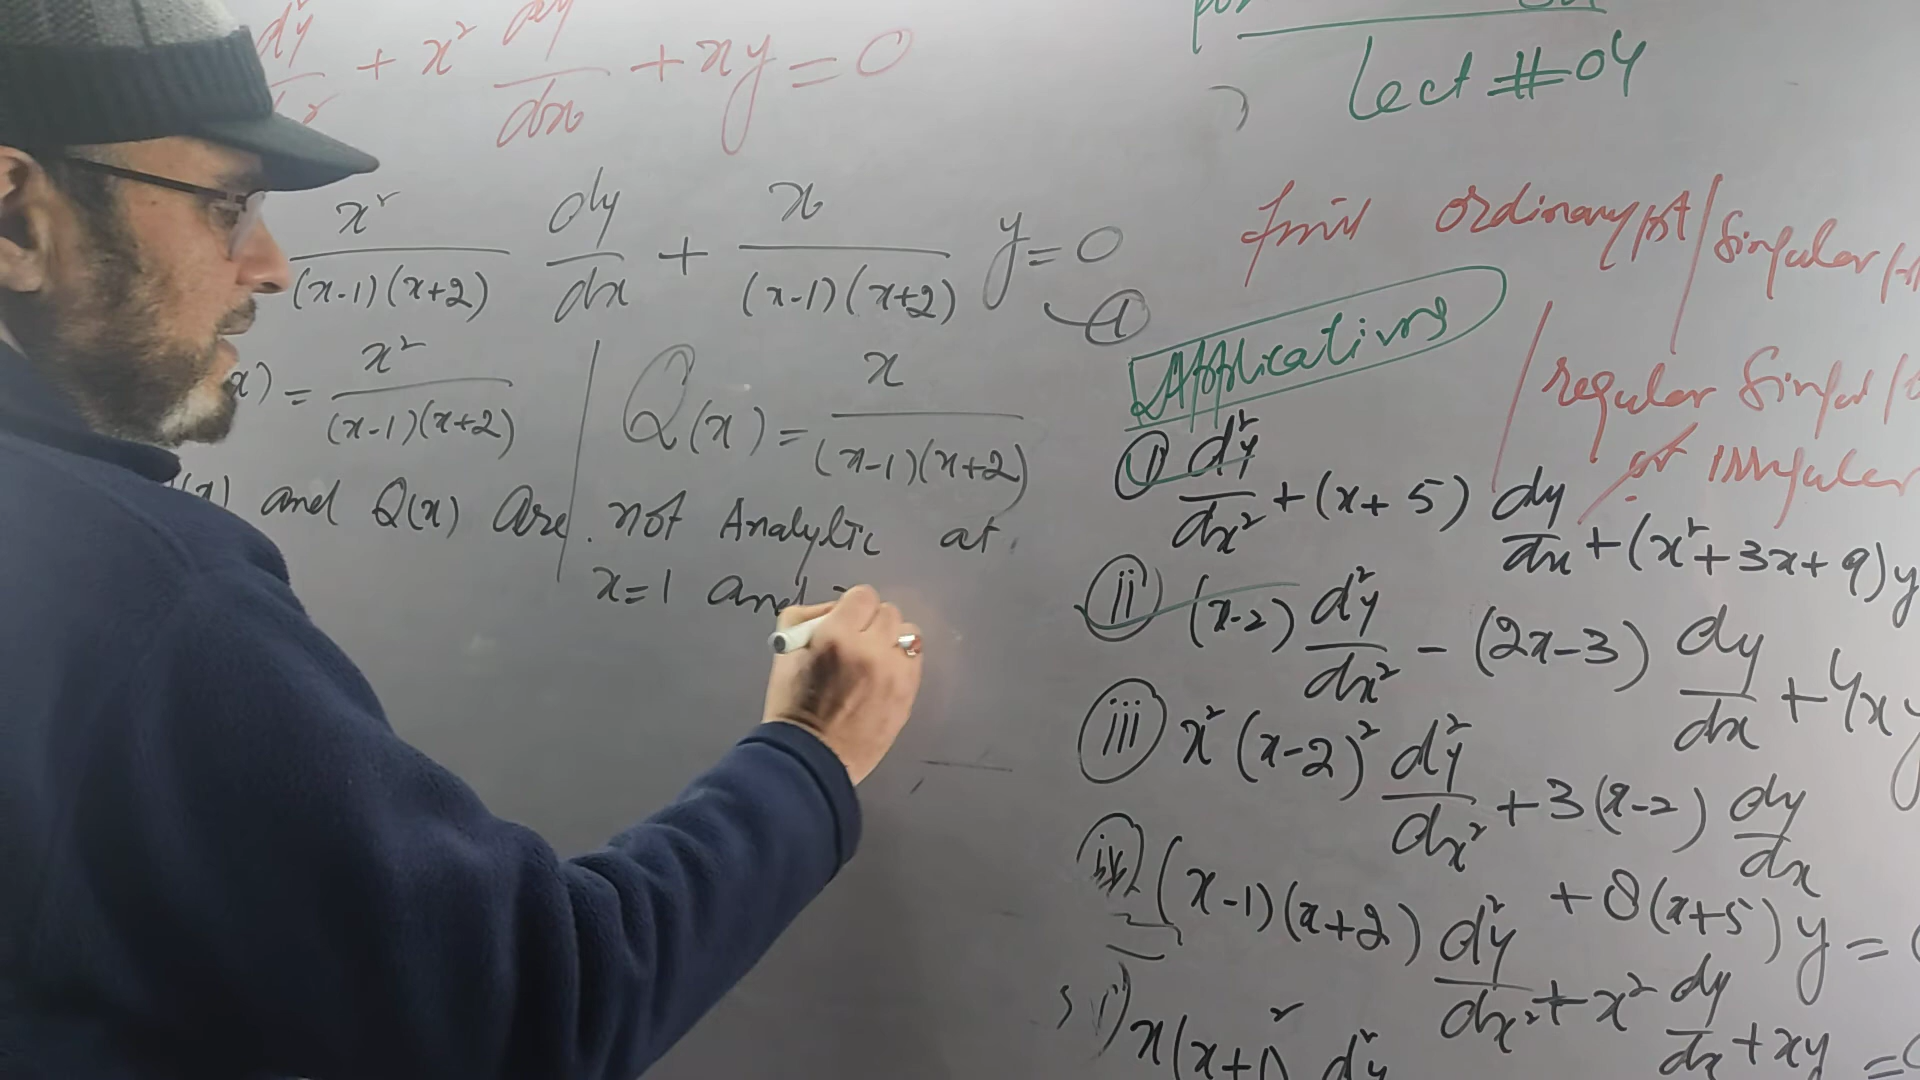 dy/dx² + x² dy/dx + xy = 0
x²/(x-1)(x+2) dy/dx + x/(x-1)(x+2) y = 0
x) = x²/(x-1)(x+2)
Q(x) = x/(x-1)(x+2)
(x) and Q(x) are not Analytic at
x=1 and
Lect #04
ordinary pt / Singular
regular
Applications
(i) d²y/dx² + (x+5) dy/dx + (x²+3x+9)y
(ii) (x-2) d²y/dx² - (2x-3) dy/dx + 4xy
(iii) x²(x-2)² d²y/dx² + 3(x-2) dy/dx
+ 8(x+5)y =
(iv) (x-1)(x+2) d²y/dx² + x² dy/dx + xy =
x(x+1)² d²y